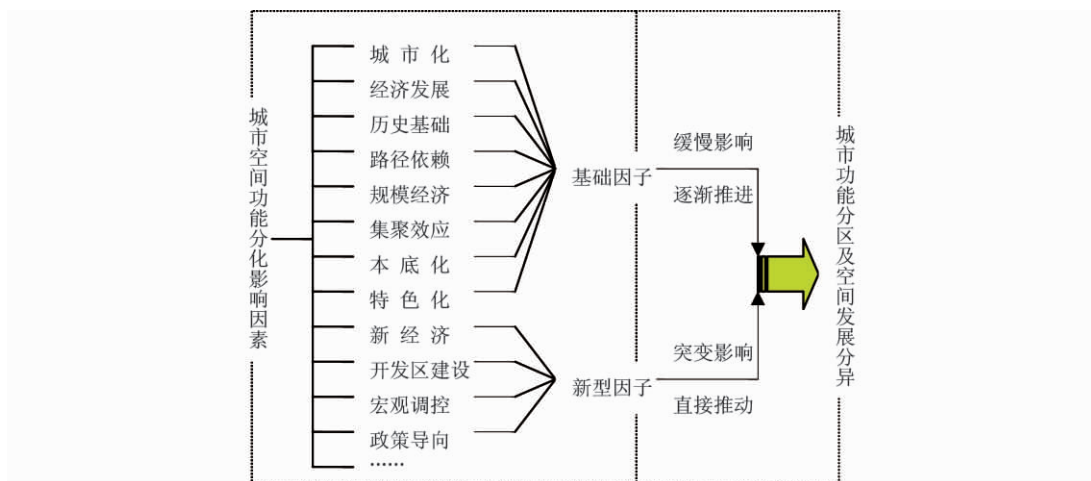 城市空间功能分化影响因素
城市化
经济发展
历史基础
路径依赖
规模经济
集聚效应
本底化
特色化
新经济
开发区建设
宏观调控
政策导向
……
基础因子
新型因子
缓慢影响
逐渐推进
突变影响
直接推动
城市功能分区及空间发展分异